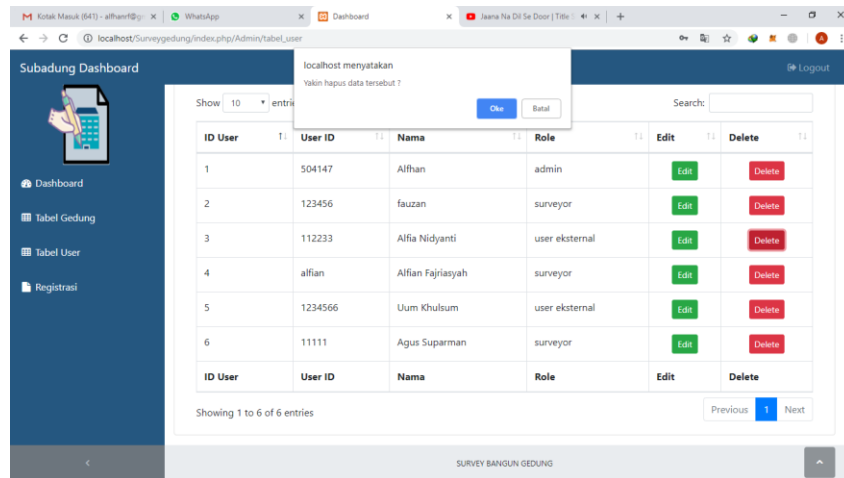 Kotak Masuk (641) - alfhanrf@gm
WhatsApp
Dashboard
Jaana Na Dil Se Door | Title
localhost/Surveygedung/index.php/Admin/tabel_user
Subadung Dashboard
Logout
localhost menyatakan
Yakin hapus data tersebut ?
Oke Batal
Show 10 entrie
Search:
ID User User ID Nama Role Edit Delete
1 504147 Alfhan admin Edit Delete
2 123456 fauzan surveyor Edit Delete
3 112233 Alfia Nidyanti user eksternal Edit Delete
4 alfian Alfian Fajriasyah surveyor Edit Delete
5 1234566 Uum Khulsum user eksternal Edit Delete
6 11111 Agus Suparman surveyor Edit Delete
ID User User ID Nama Role Edit Delete
Showing 1 to 6 of 6 entries
Previous 1 Next
Dashboard
Tabel Gedung
Tabel User
Registrasi
SURVEY BANGUN GEDUNG